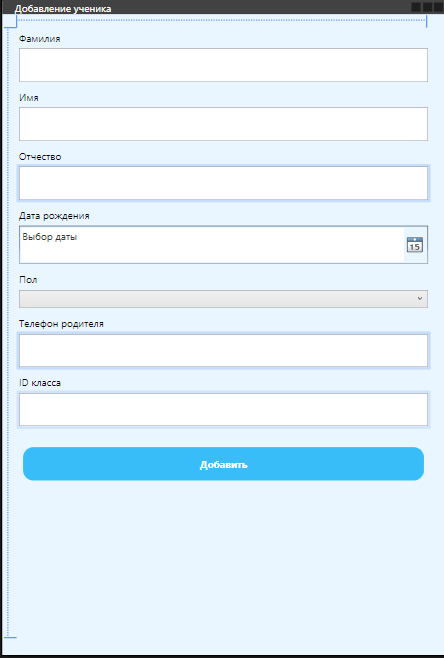 Добавление ученика
Фамилия
Имя
Отчество
Дата рождения
Выбор даты
15
Пол
Телефон родителя
ID класса
Добавить